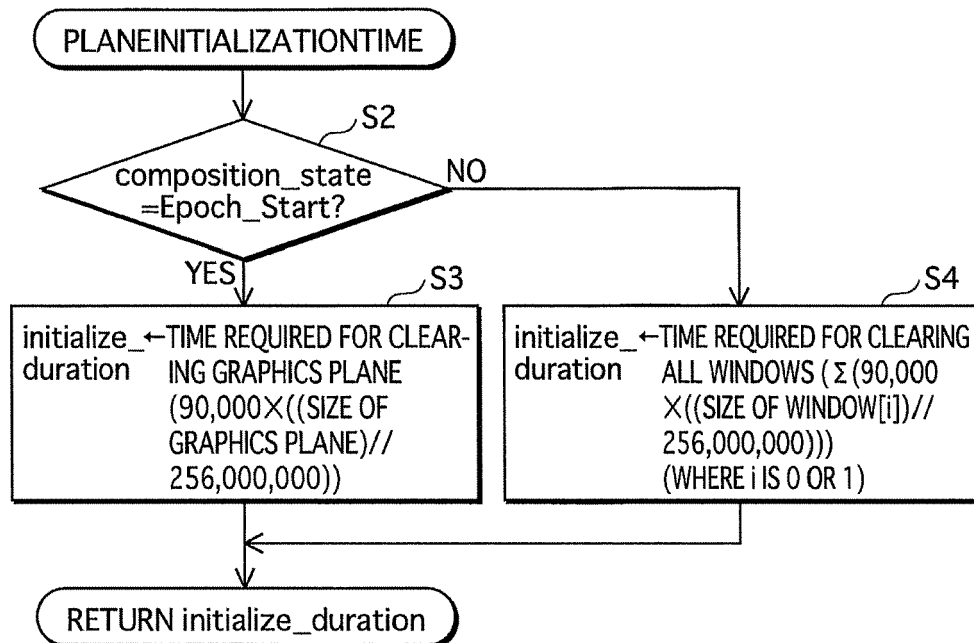 PLANEINITIALIZATIONTIME
S2
composition_state
=Epoch_Start?
NO
YES
S3
initialize_←TIME REQUIRED FOR CLEAR-
duration ING GRAPHICS PLANE
(90,000×((SIZE OF
GRAPHICS PLANE)//
256,000,000))
S4
initialize_←TIME REQUIRED FOR CLEARING
duration ALL WINDOWS (Σ(90,000
×((SIZE OF WINDOW[i])//
256,000,000)))
(WHERE i IS 0 OR 1)
RETURN initialize_duration